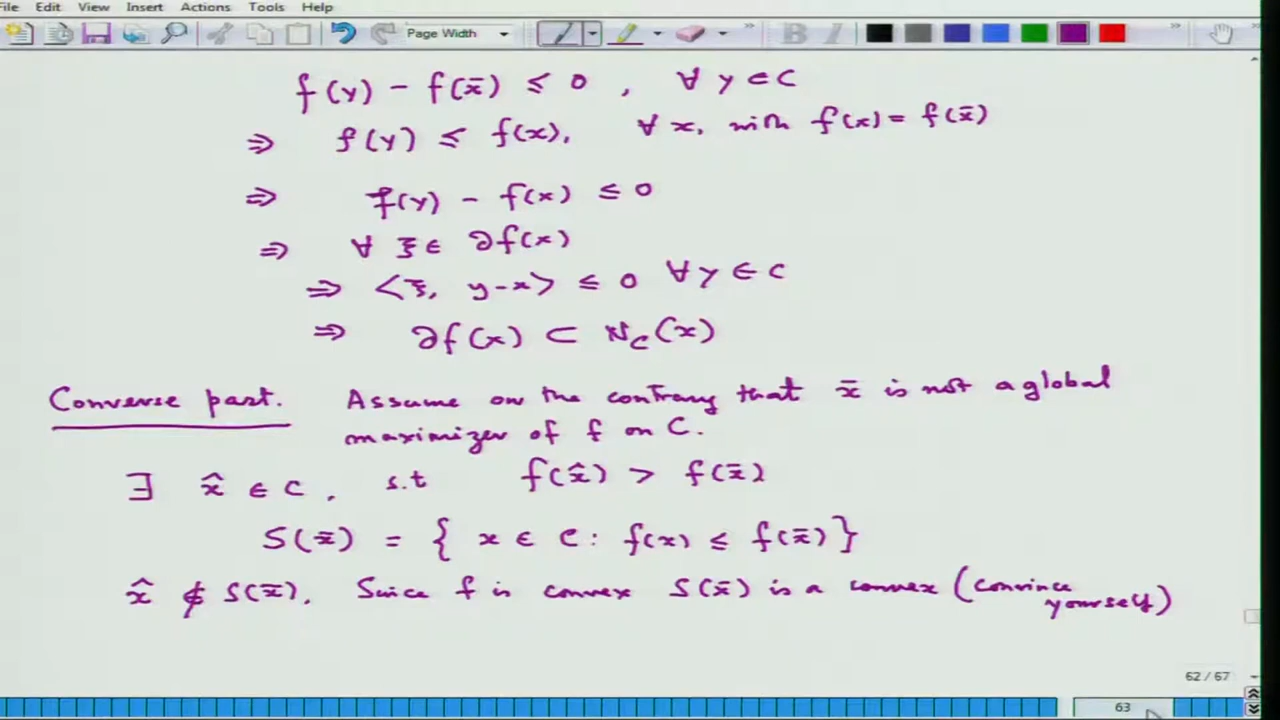 File Edit View Insert Actions Tools Help
Page Width
f(y) - f(x̄) ≤ 0 , ∀ y ∈ C
⇒ f(y) ≤ f(x), ∀ x, with f(x) = f(x̄)
⇒ f(y) - f(x) ≤ 0
⇒ ∀ ξ ∈ ∂f(x)
⇒ <ξ, y-x> ≤ 0 ∀ y ∈ C
⇒ ∂f(x) ⊂ N_C(x)
Converse part. Assume on the contrary that x̄ is not a global
maximizer of f on C.
∃ x̂ ∈ C , s.t f(x̂) > f(x̄)
S(x̄) = { x ∈ C : f(x) ≤ f(x̄) }
x̂ ∉ S(x̄). Since f is convex S(x̄) is a convex (convince
yourself)
62 / 67
63